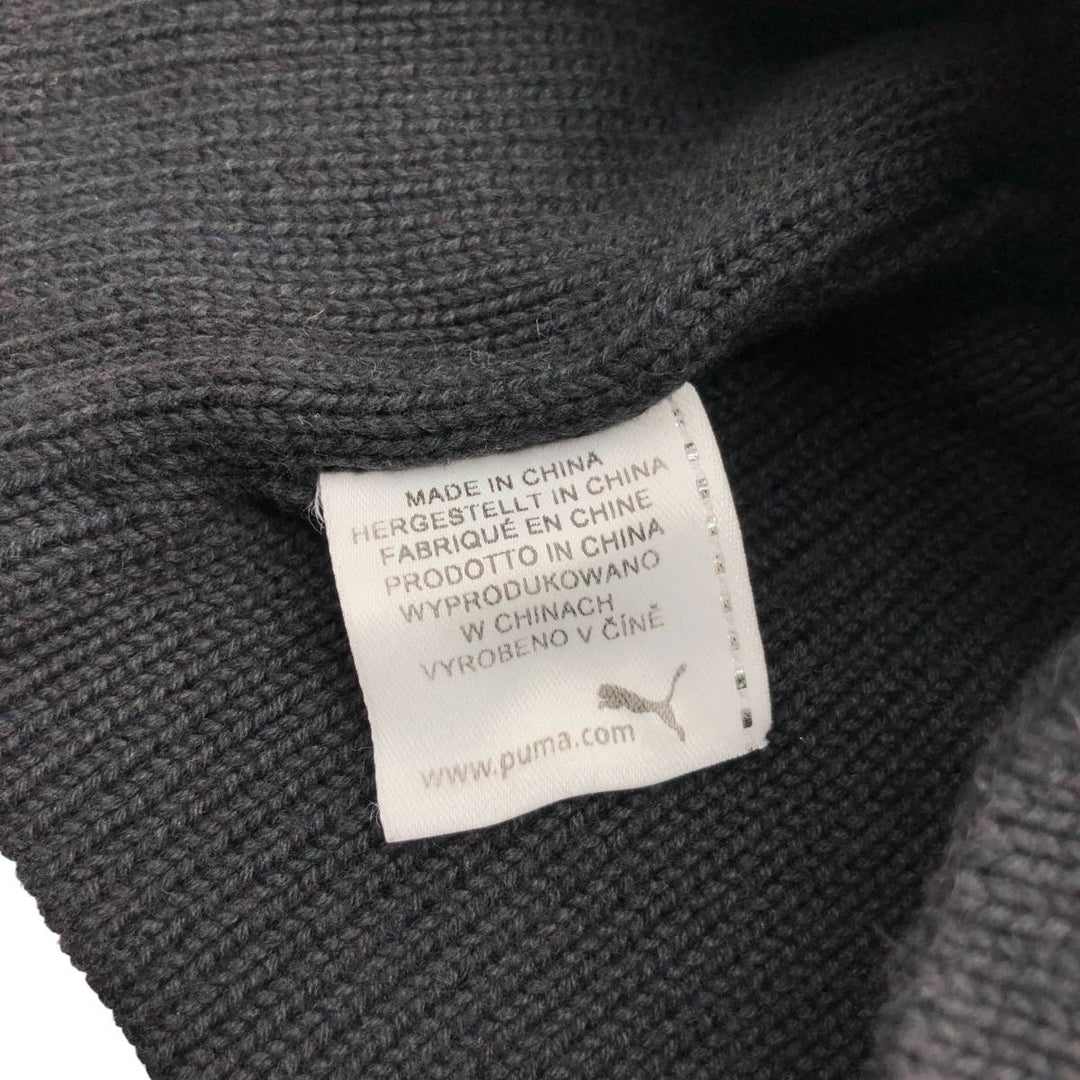 MADE IN CHINA
HERGESTELLT IN CHINA
FABRIQUÉ EN CHINE
PRODOTTO IN CHINA
WYPRODUKOWANO
W CHINACH
VYROBENO V ČÍNĚ
www.puma.com